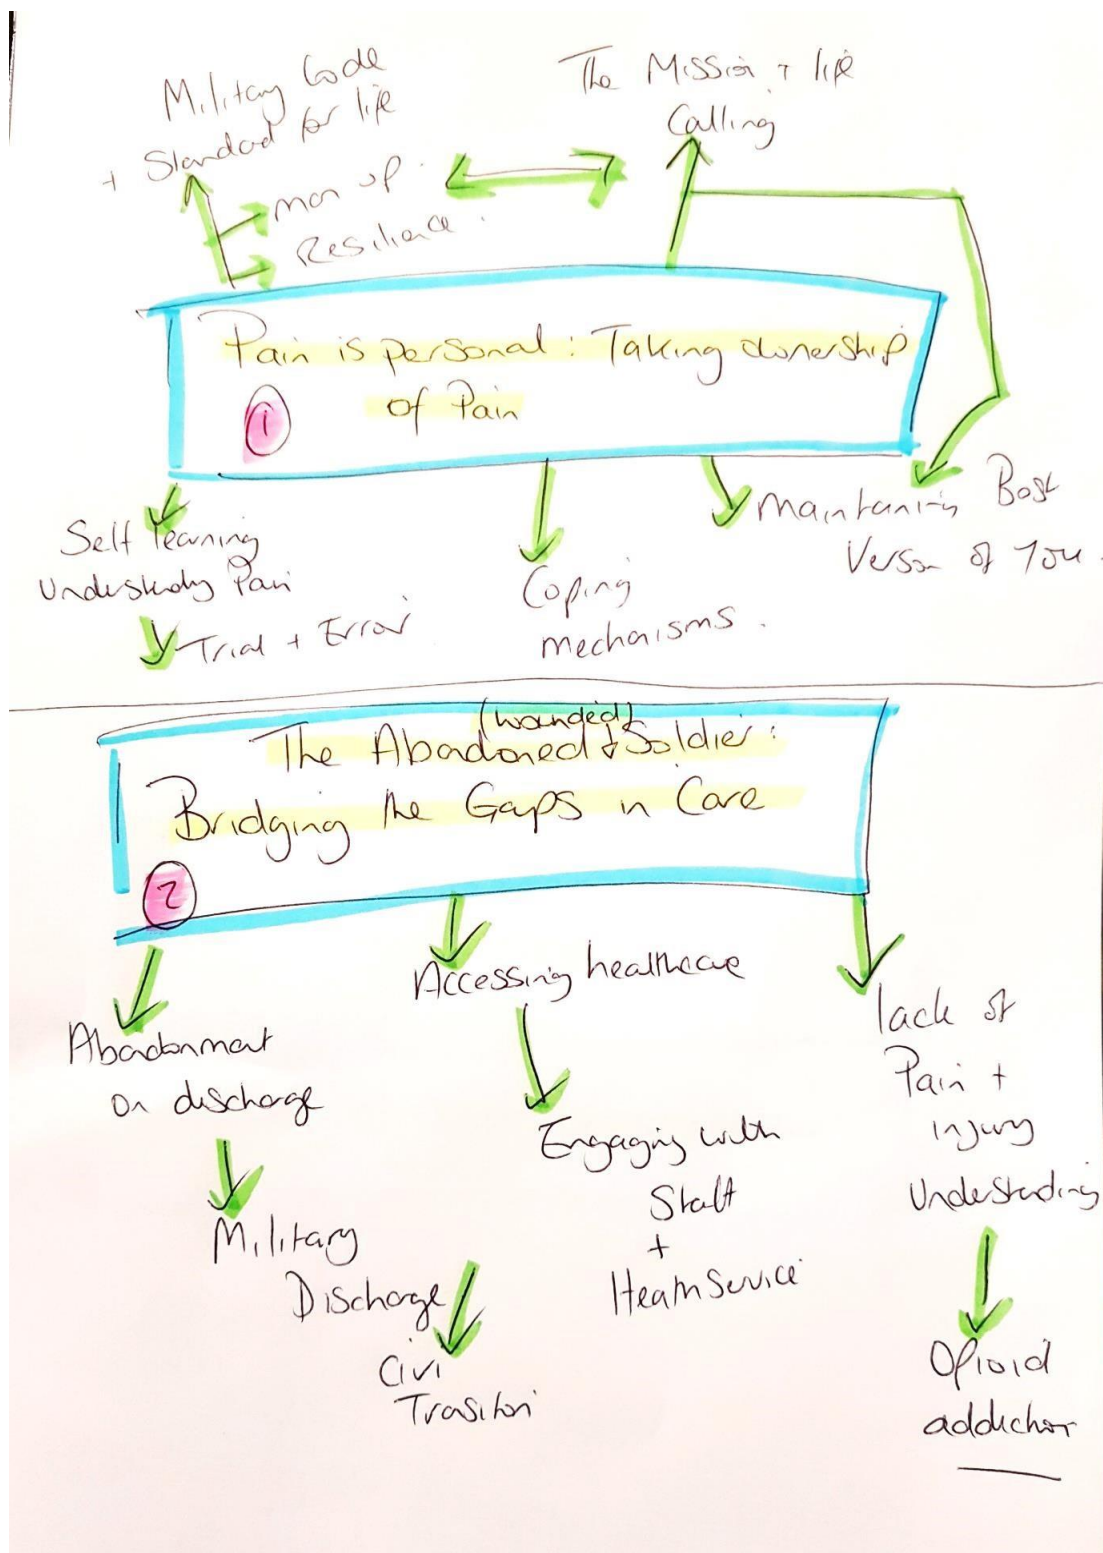 Military Code
+ Standard for life
man up.
Resilience.
The Mission + life
Calling
Pain is personal: Taking ownership
of Pain
1
Self learning
Understanding Pain
Trial + Error
Coping
mechanisms.
Maintaining Best
Version of You.
(wounded)
The Abandoned Soldier:
Bridging the Gaps in Care
2
Abandonment
on discharge
Military
Discharge
Civi
Trasition
Accessing healthcare
Engaging with
Staff
+
Health Service
lack of
Pain +
injury
Understanding
Opioid
addiction